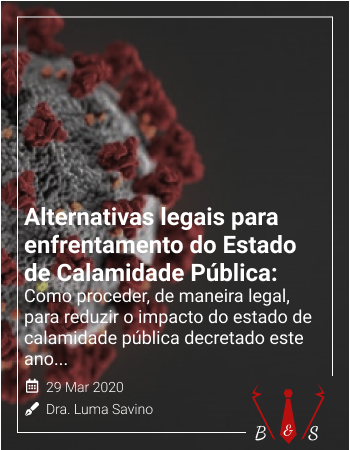 Alternativas legais para
enfrentamento do Estado
de Calamidade Pública:
Como proceder, de maneira legal,
para reduzir o impacto do estado de
calamidade pública decretado este
ano...
29 Mar 2020
Dra. Luma Savino
B & S